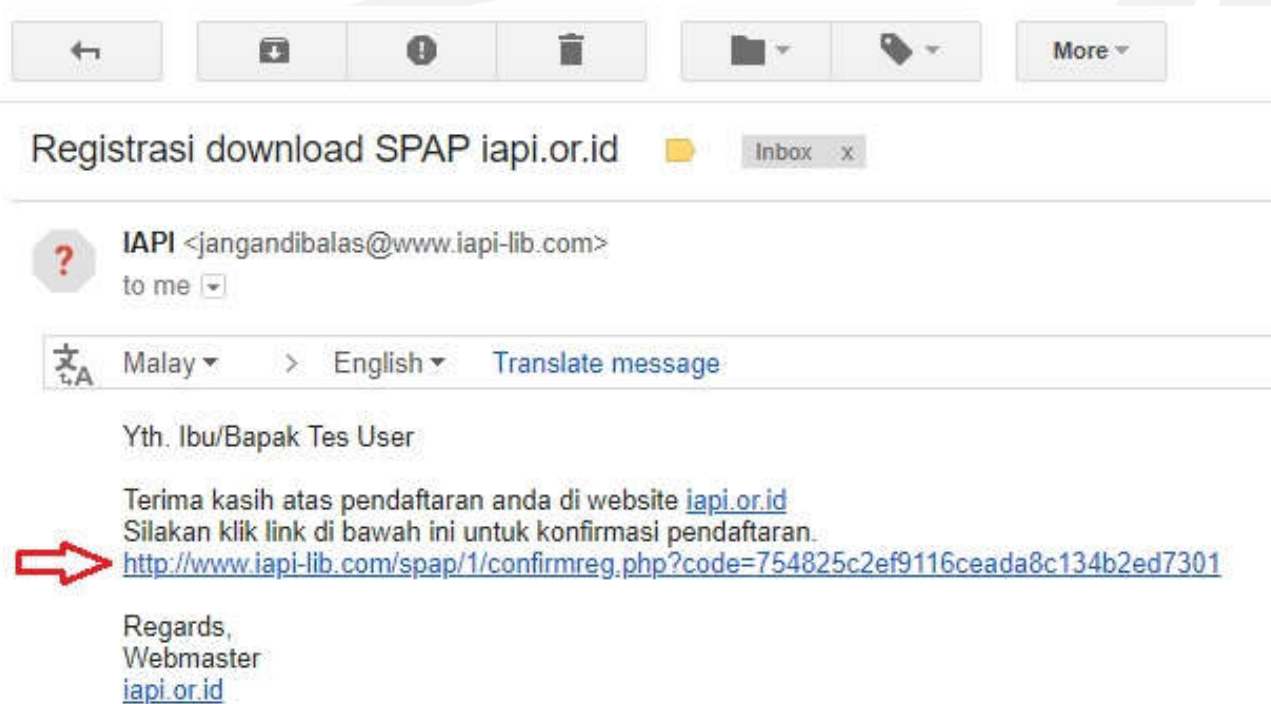 More
Registrasi download SPAP iapi.or.id Inbox x
IAPI <jangandibalas@www.iapi-lib.com>
to me
Malay > English Translate message
Yth. Ibu/Bapak Tes User
Terima kasih atas pendaftaran anda di website iapi.or.id
Silakan klik link di bawah ini untuk konfirmasi pendaftaran.
http://www.iapi-lib.com/spap/1/confirmreg.php?code=754825c2ef9116ceada8c134b2ed7301
Regards,
Webmaster
iapi.or.id